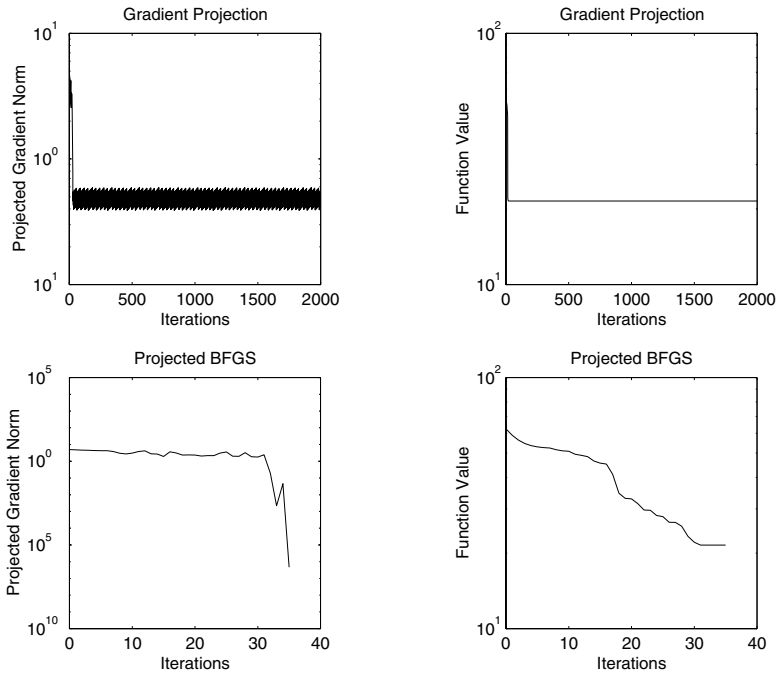 Gradient Projection
10^1
10^0
10^1
Projected Gradient Norm
0 500 1000 1500 2000
Iterations
Gradient Projection
10^2
10^1
Function Value
0 500 1000 1500 2000
Iterations
Projected BFGS
10^5
10^0
10^5
10^10
Projected Gradient Norm
0 10 20 30 40
Iterations
Projected BFGS
10^2
10^1
Function Value
0 10 20 30 40
Iterations